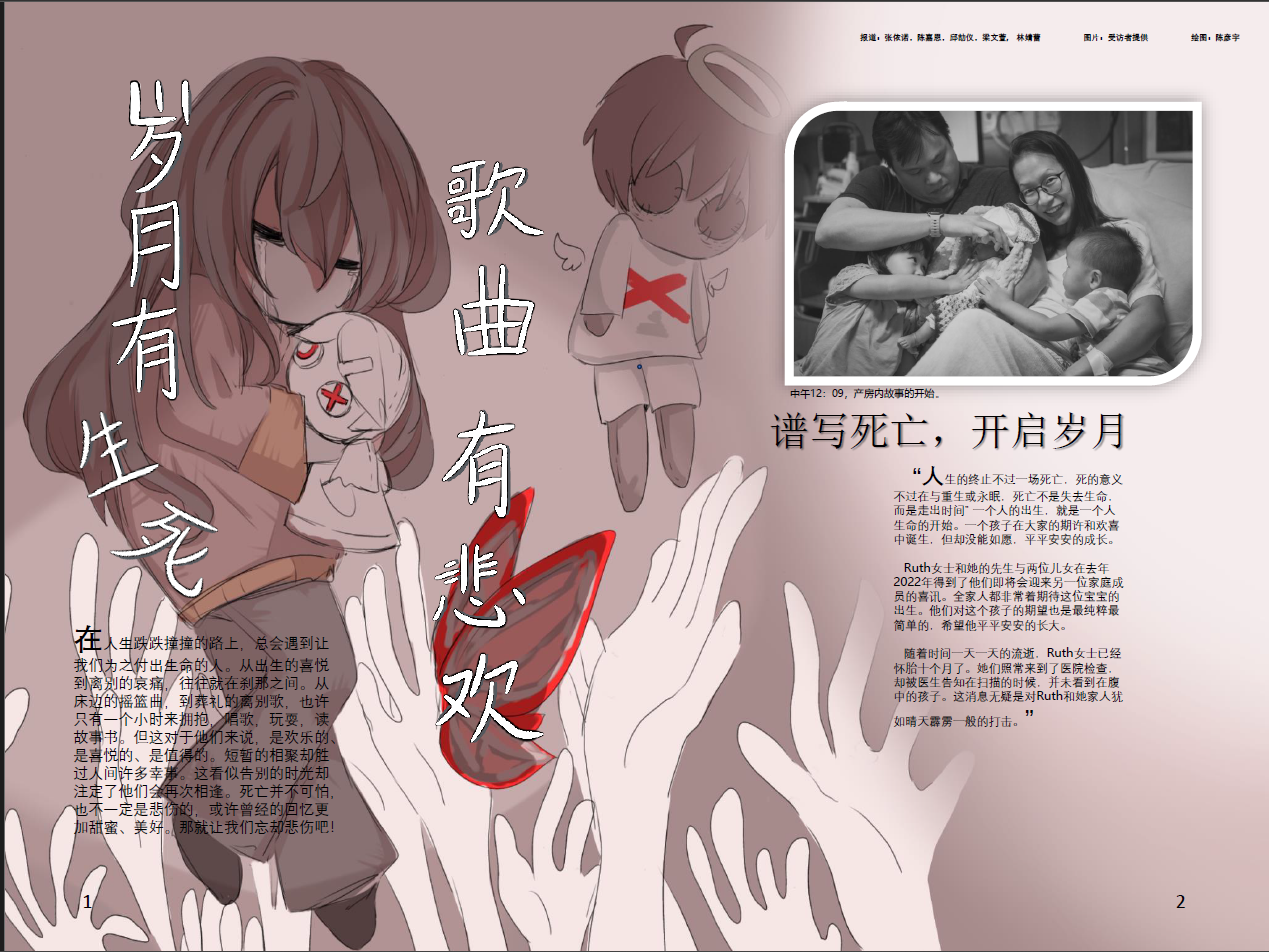 报道：张依诺，陈嘉恩，邱劼仪，梁文萱， 林婧蕾 图片：受访者提供 绘图：陈彦宇
岁月有生死
歌曲有悲欢
在人生跌跌撞撞的路上，总会遇到让
我们为之付出生命的人。从出生的喜悦
到离别的哀痛，往往就在刹那之间。从
床边的摇篮曲，到葬礼的离别歌，也许
只有一个小时来拥抱，唱歌，玩耍，读
故事书。但这对于他们来说，是欢乐的、
是喜悦的、是值得的。短暂的相聚却胜
过人间许多幸事。这看似告别的时光却
注定了他们会再次相逢。死亡并不可怕，
也不一定是悲伤的，或许曾经的回忆更
加甜蜜、美好。那就让我们忘却悲伤吧！
1
中午12：09，产房内故事的开始。
谱写死亡，开启岁月
“人生的终止不过一场死亡，死的意义
不过在与重生或永眠，死亡不是失去生命，
而是走出时间” 一个人的出生，就是一个人
生命的开始。一个孩子在大家的期许和欢喜
中诞生，但却没能如愿，平平安安的成长。
Ruth女士和她的先生与两位儿女在去年
2022年得到了他们即将会迎来另一位家庭成
员的喜讯。全家人都非常着期待这位宝宝的
出生。他们对这个孩子的期望也是最纯粹最
简单的，希望他平平安安的长大。
随着时间一天一天的流逝，Ruth女士已经
怀胎十个月了。她们照常来到了医院检查，
却被医生告知在扫描的时候，并未看到在腹
中的孩子。这消息无疑是对Ruth和她家人犹
如晴天霹雳一般的打击。”
2